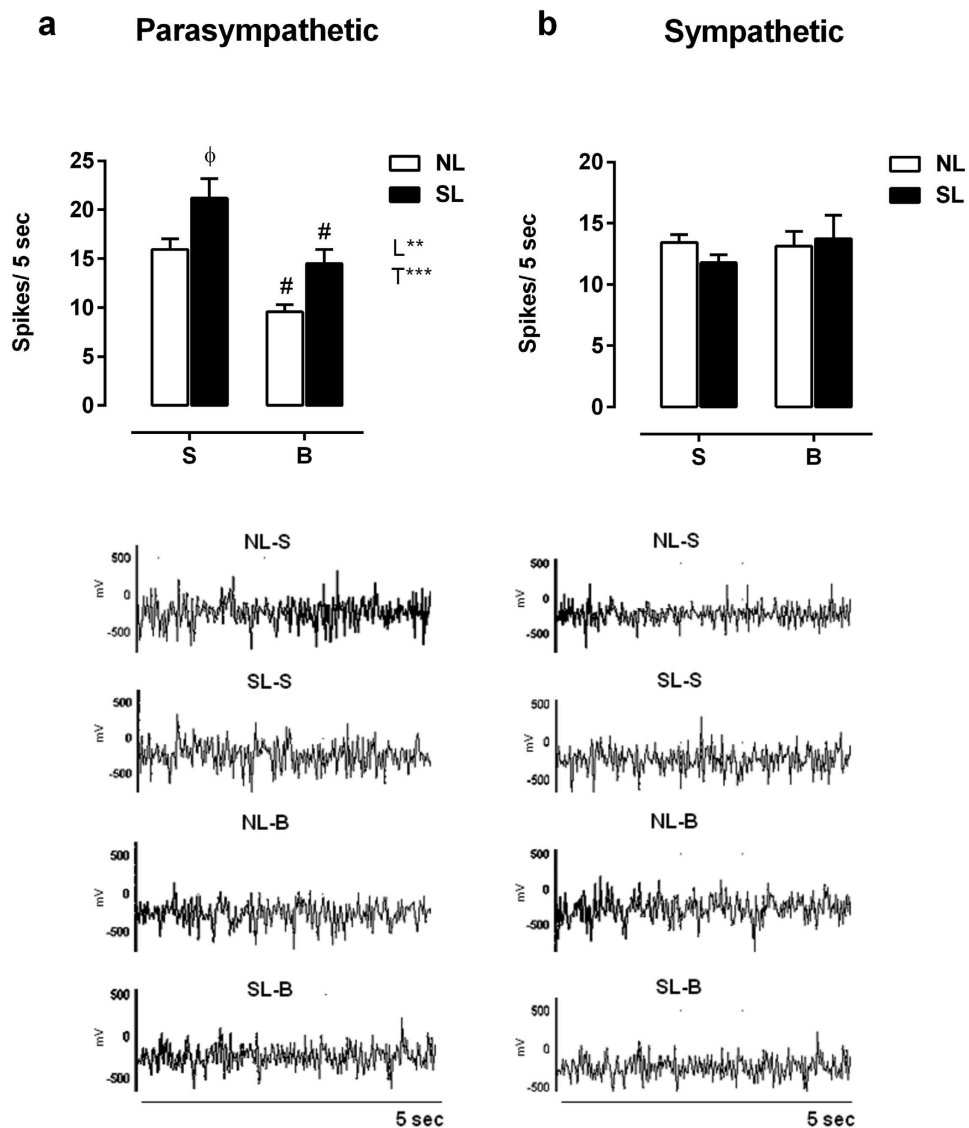 a Parasympathetic
25
20
15
10
5
0
Spikes/ 5 sec
ϕ
#
#
NL
SL
L**
T***
S B
NL-S
500
0
-500
mV
SL-S
500
0
-500
mV
NL-B
500
0
-500
mV
SL-B
500
0
-500
mV
5 sec
b Sympathetic
20
15
10
5
0
Spikes/ 5 sec
NL
SL
S B
NL-S
500
0
-500
mV
SL-S
500
0
-500
mV
NL-B
500
0
-500
mV
SL-B
500
0
-500
mV
5 sec